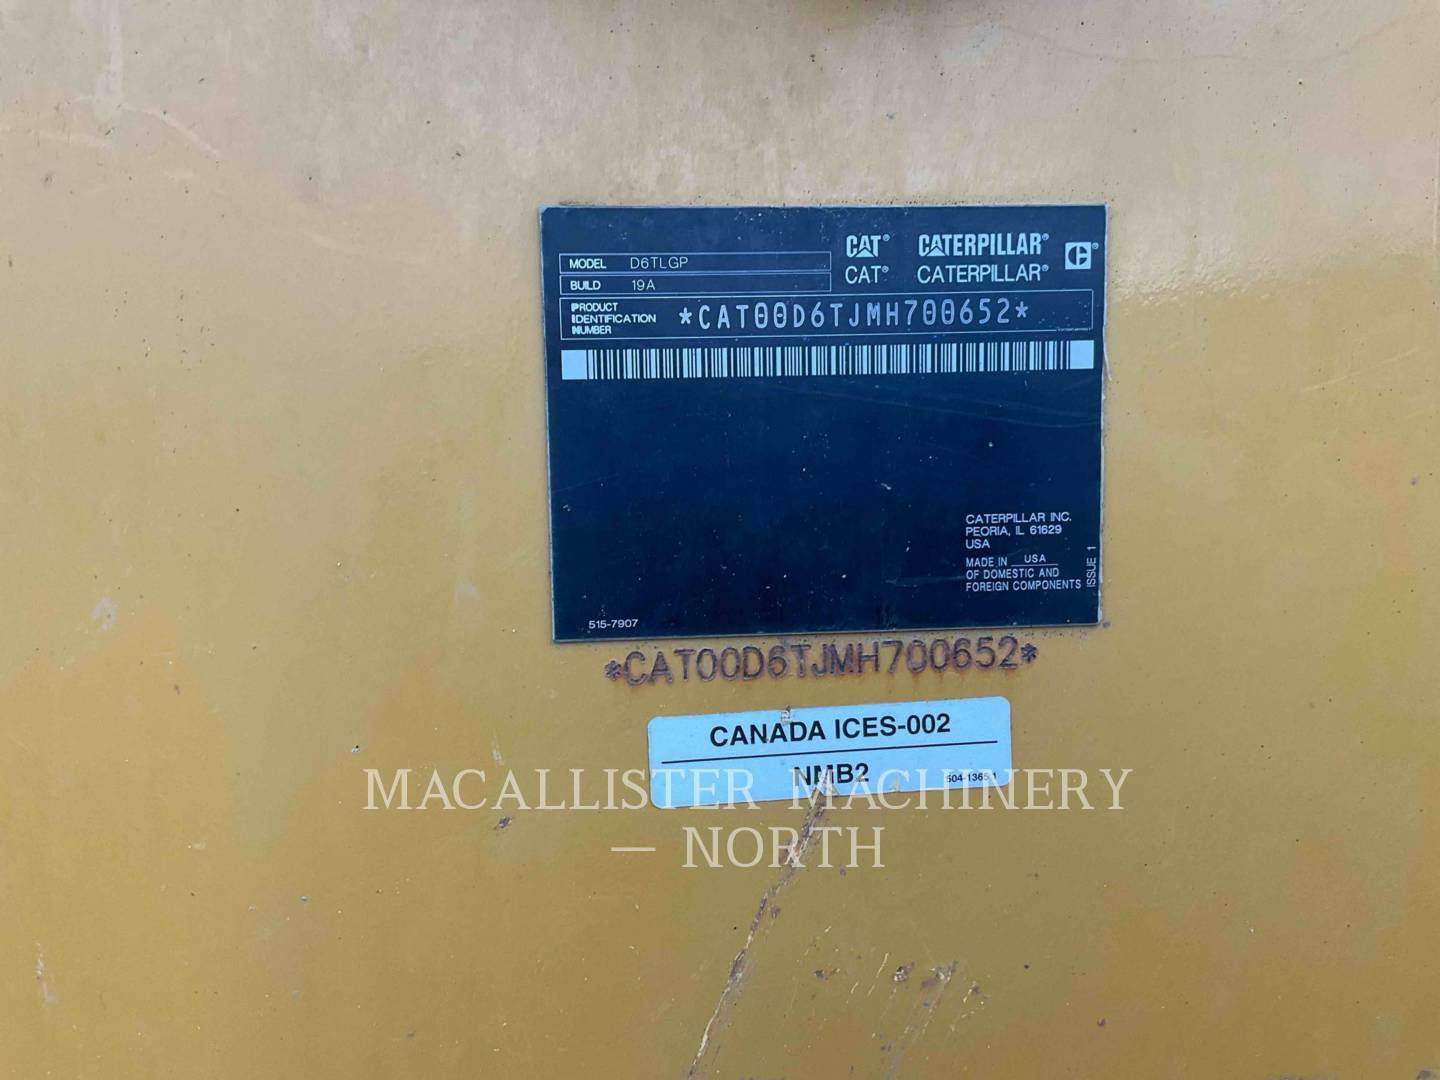 CAT® CATERPILLAR®
CAT® CATERPILLAR®
MODEL D6TLGP
BUILD 19A
PRODUCT
IDENTIFICATION
NUMBER
*CAT00D6TJMH700652*
CATERPILLAR INC.
PEORIA, IL 61629
USA
MADE IN USA
OF DOMESTIC AND
FOREIGN COMPONENTS
ISSUE 1
515-7907
*CAT00D6TJMH700652*
CANADA ICES-002
NMB2
MACALLISTER MACHINERY
— NORTH